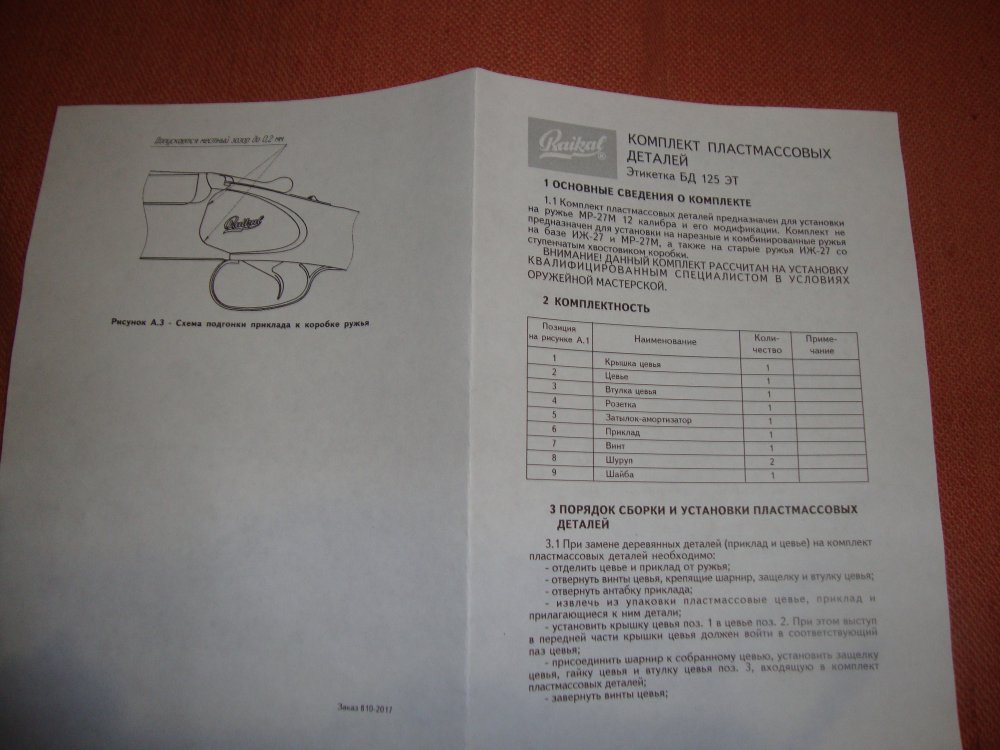 Допускается местный зазор до 0,2 мм.
Baikal
Рисунок А.3 - Схема подгонки приклада к коробке ружья
Заказ 810-2017
Baikal ®
КОМПЛЕКТ ПЛАСТМАССОВЫХ
ДЕТАЛЕЙ
Этикетка БД 125 ЭТ
1 ОСНОВНЫЕ СВЕДЕНИЯ О КОМПЛЕКТЕ
1.1 Комплект пластмассовых деталей предназначен для установки
на ружье МР-27М 12 калибра и его модификации. Комплект не
предназначен для установки на нарезные и комбинированные ружья
на базе ИЖ-27 и МР-27М, а также на старые ружья ИЖ-27 со
ступенчатым хвостовиком коробки.
ВНИМАНИЕ! ДАННЫЙ КОМПЛЕКТ РАССЧИТАН НА УСТАНОВКУ
КВАЛИФИЦИРОВАННЫМ СПЕЦИАЛИСТОМ В УСЛОВИЯХ
ОРУЖЕЙНОЙ МАСТЕРСКОЙ.
2 КОМПЛЕКТНОСТЬ
Позиция на рисунке А.1 Наименование Коли-чество Приме-чание
1 Крышка цевья 1
2 Цевье 1
3 Втулка цевья 1
4 Розетка 1
5 Затылок-амортизатор 1
6 Приклад 1
7 Винт 1
8 Шуруп 2
9 Шайба 1
3 ПОРЯДОК СБОРКИ И УСТАНОВКИ ПЛАСТМАССОВЫХ
ДЕТАЛЕЙ
3.1 При замене деревянных деталей (приклад и цевье) на комплект
пластмассовых деталей необходимо:
- отделить цевье и приклад от ружья;
- отвернуть винты цевья, крепящие шарнир, защелку и втулку цевья;
- отвернуть антабку приклада;
- извлечь из упаковки пластмассовые цевье, приклад и
прилагающиеся к ним детали;
- установить крышку цевья поз. 1 в цевье поз. 2. При этом выступ
в передней части крышки цевья должен войти в соответствующий
паз цевья;
- присоединить шарнир к собранному цевью, установить защелку
цевья, гайку цевья и втулку цевья поз. 3, входящую в комплект
пластмассовых деталей;
- завернуть винты цевья;